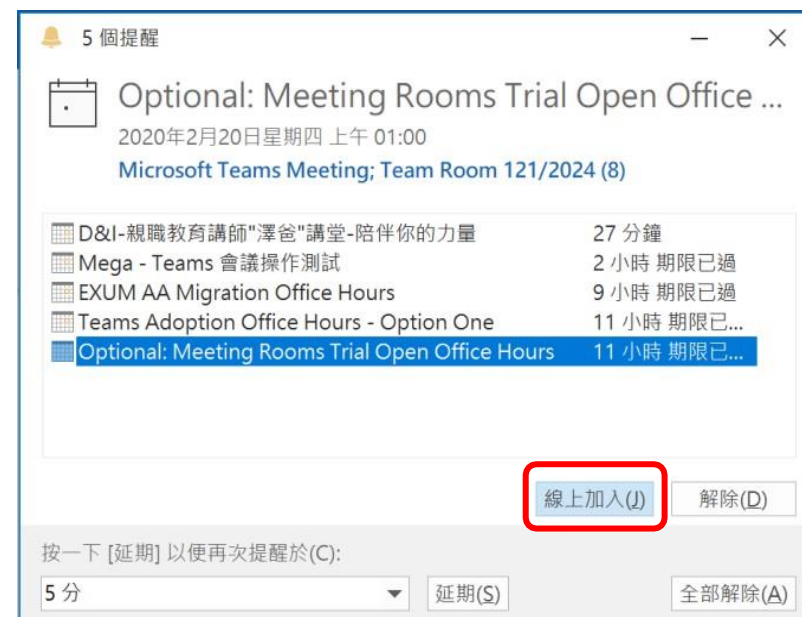 5 個提醒
Optional: Meeting Rooms Trial Open Office ...
2020年2月20日星期四 上午 01:00
Microsoft Teams Meeting; Team Room 121/2024 (8)
D&I-親職教育講師"澤爸"講堂-陪伴你的力量 27 分鐘
Mega - Teams 會議操作測試 2 小時 期限已過
EXUM AA Migration Office Hours 9 小時 期限已過
Teams Adoption Office Hours - Option One 11 小時 期限已...
Optional: Meeting Rooms Trial Open Office Hours 11 小時 期限已...
線上加入(J) 解除(D)
按一下 [延期] 以便再次提醒於(C):
5 分 延期(S) 全部解除(A)